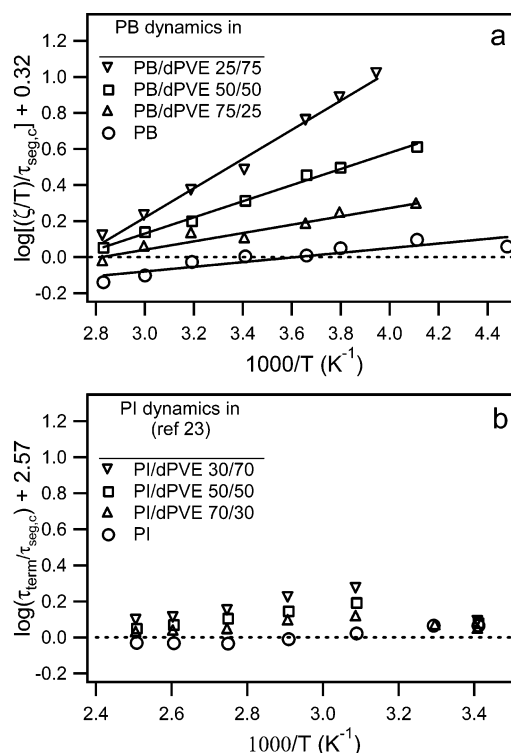 PB dynamics in
a
PB/dPVE 25/75
PB/dPVE 50/50
PB/dPVE 75/25
PB
log[(ζ/T)/τseg,c] + 0.32
1.2
1.0
0.8
0.6
0.4
0.2
0.0
-0.2
2.8 3.0 3.2 3.4 3.6 3.8 4.0 4.2 4.4
1000/T (K⁻¹)
PI dynamics in
(ref 23)
b
PI/dPVE 30/70
PI/dPVE 50/50
PI/dPVE 70/30
PI
log(τterm/τseg,c) + 2.57
1.2
1.0
0.8
0.6
0.4
0.2
0.0
-0.2
2.4 2.6 2.8 3.0 3.2 3.4
1000/T (K⁻¹)